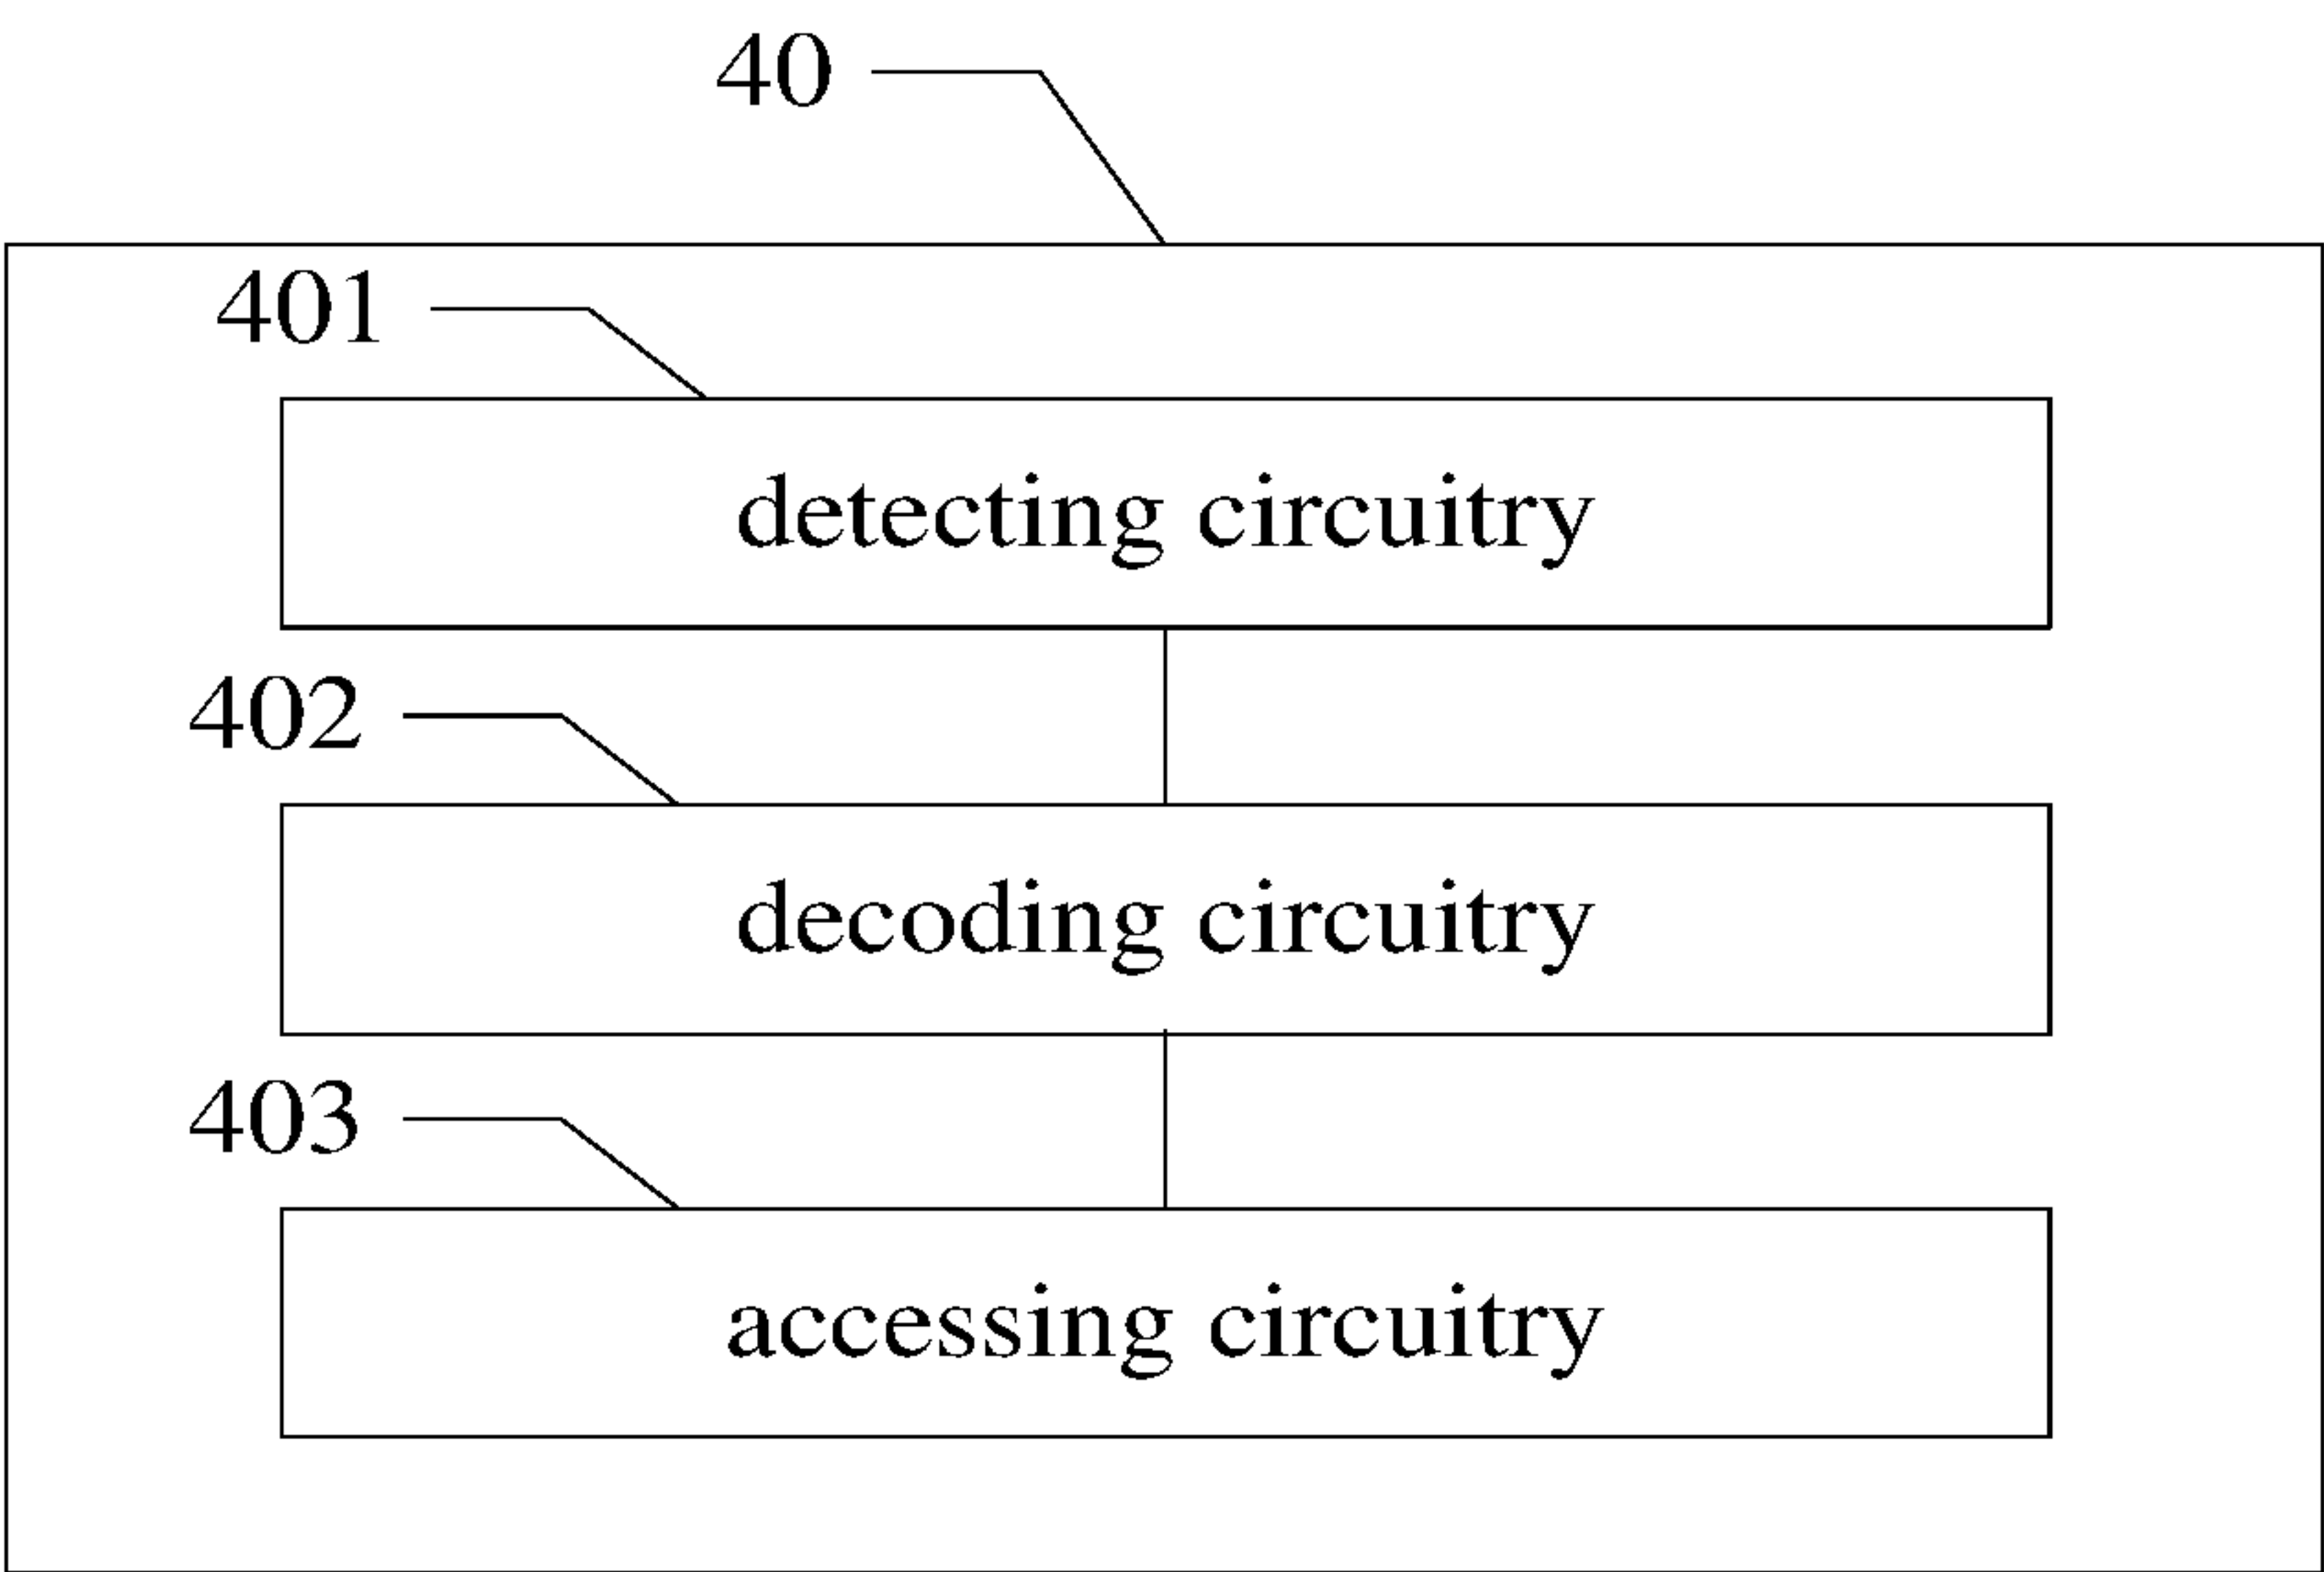 40
401
detecting circuitry
402
decoding circuitry
403
accessing circuitry